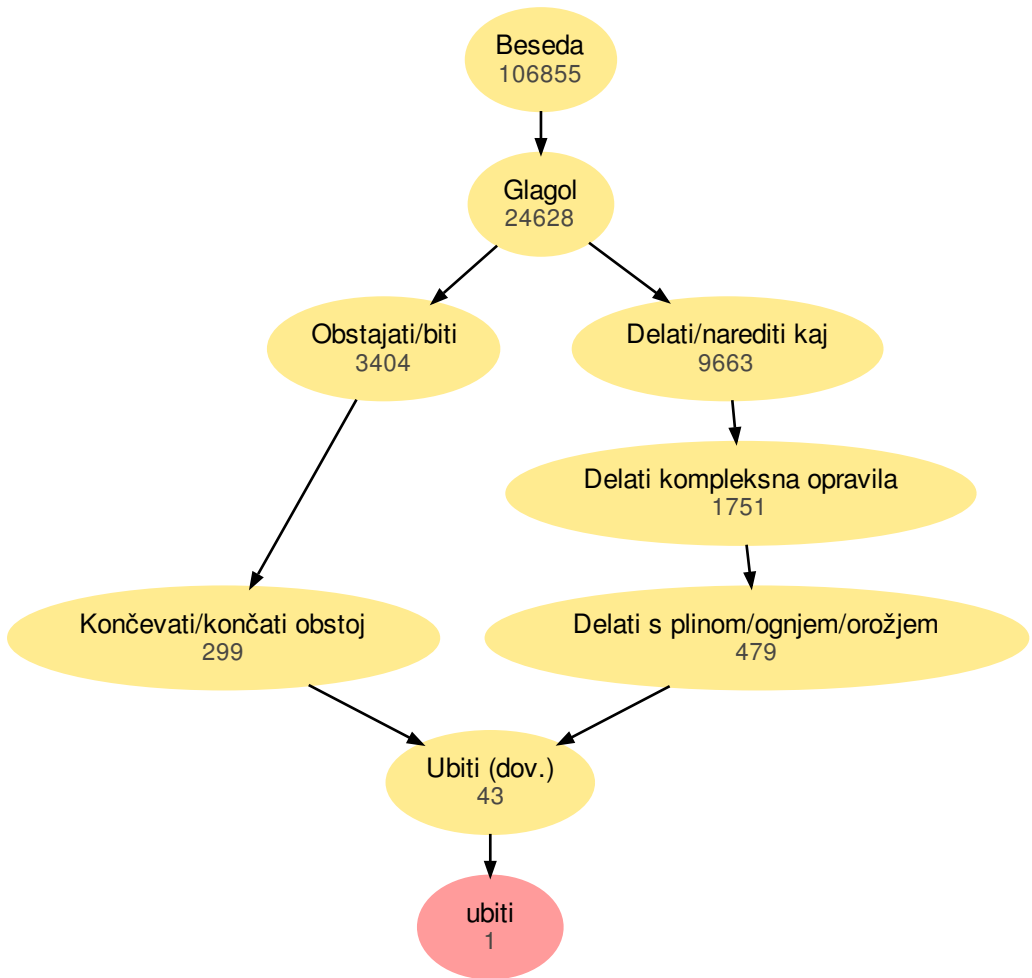 Beseda
106855
Glagol
24628
Obstajati/biti
3404
Delati/narediti kaj
9663
Delati kompleksna opravila
1751
Končevati/končati obstoj
299
Delati s plinom/ognjem/orožjem
479
Ubiti (dov.)
43
ubiti
1